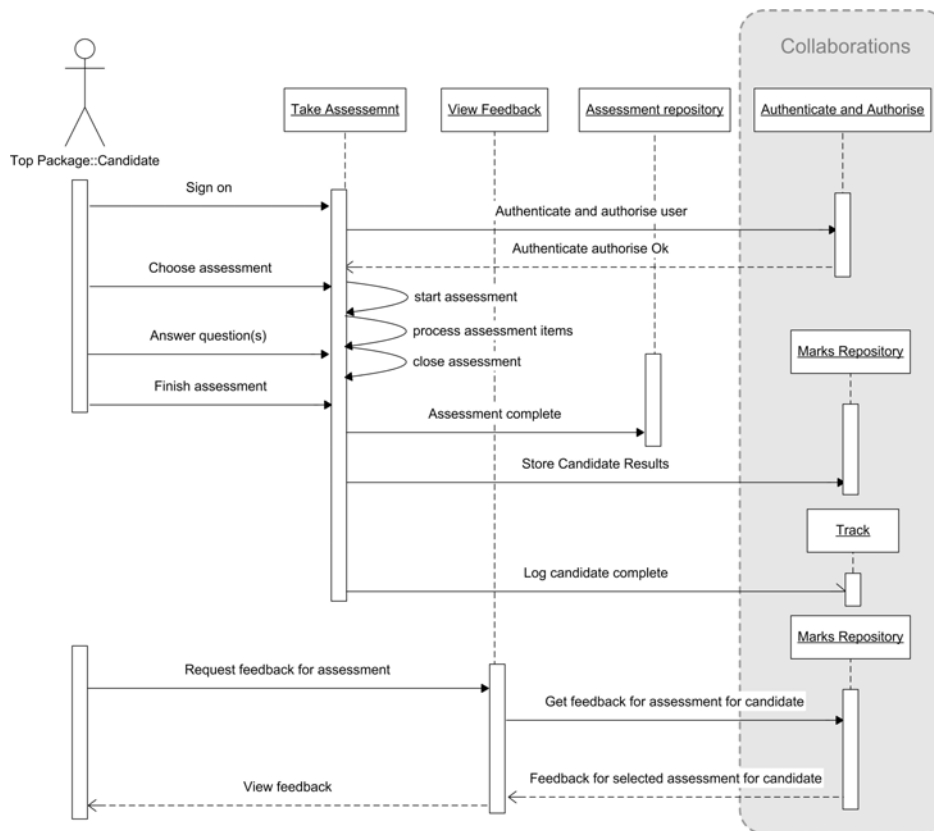 Collaborations
Take Assessemnt
View Feedback
Assessment repository
Authenticate and Authorise
Top Package::Candidate
Sign on
Authenticate and authorise user
Authenticate authorise Ok
Choose assessment
start assessment
process assessment items
Answer question(s)
Marks Repository
close assessment
Finish assessment
Assessment complete
Store Candidate Results
Track
Log candidate complete
Marks Repository
Request feedback for assessment
Get feedback for assessment for candidate
Feedback for selected assessment for candidate
View feedback